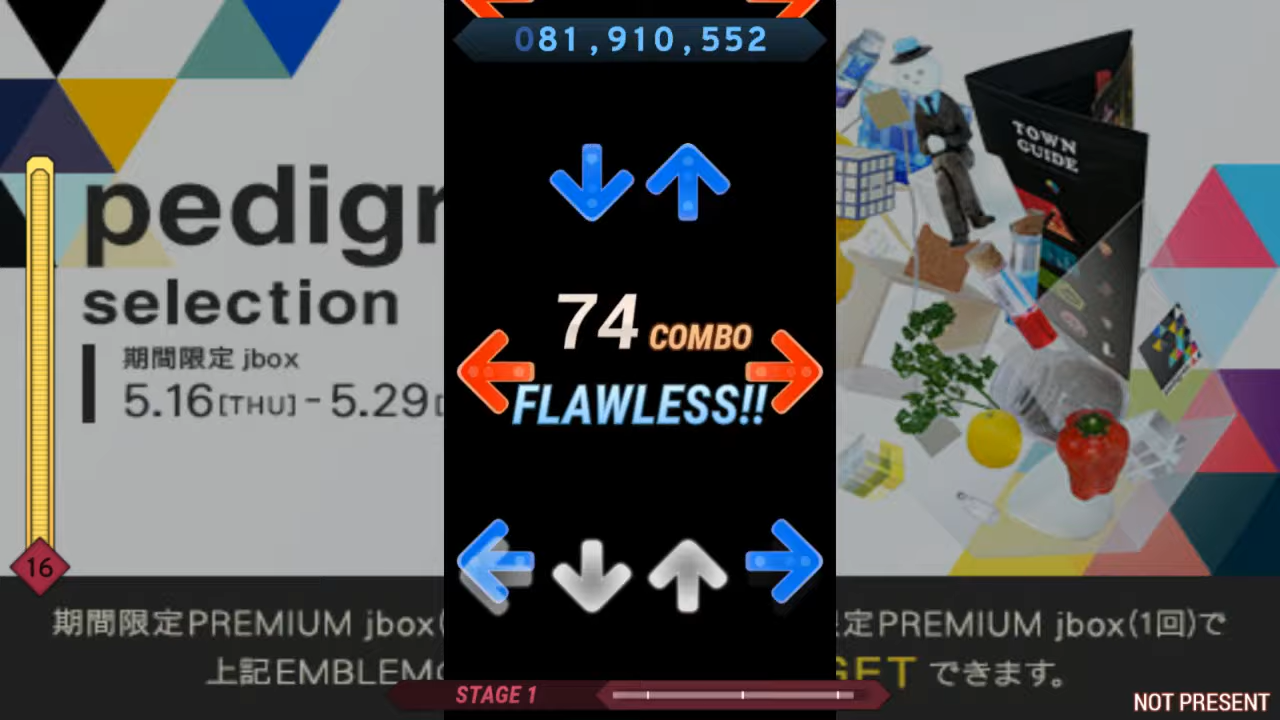 081,910,552
TOWN
GUIDE
pedigr
selection
期間限定 jbox
5.16[THU] - 5.29[
74 COMBO
FLAWLESS!!
16
期間限定PREMIUM jbox(
定PREMIUM jbox(1回)で
上記EMBLEM
GET できます。
STAGE 1
NOT PRESENT